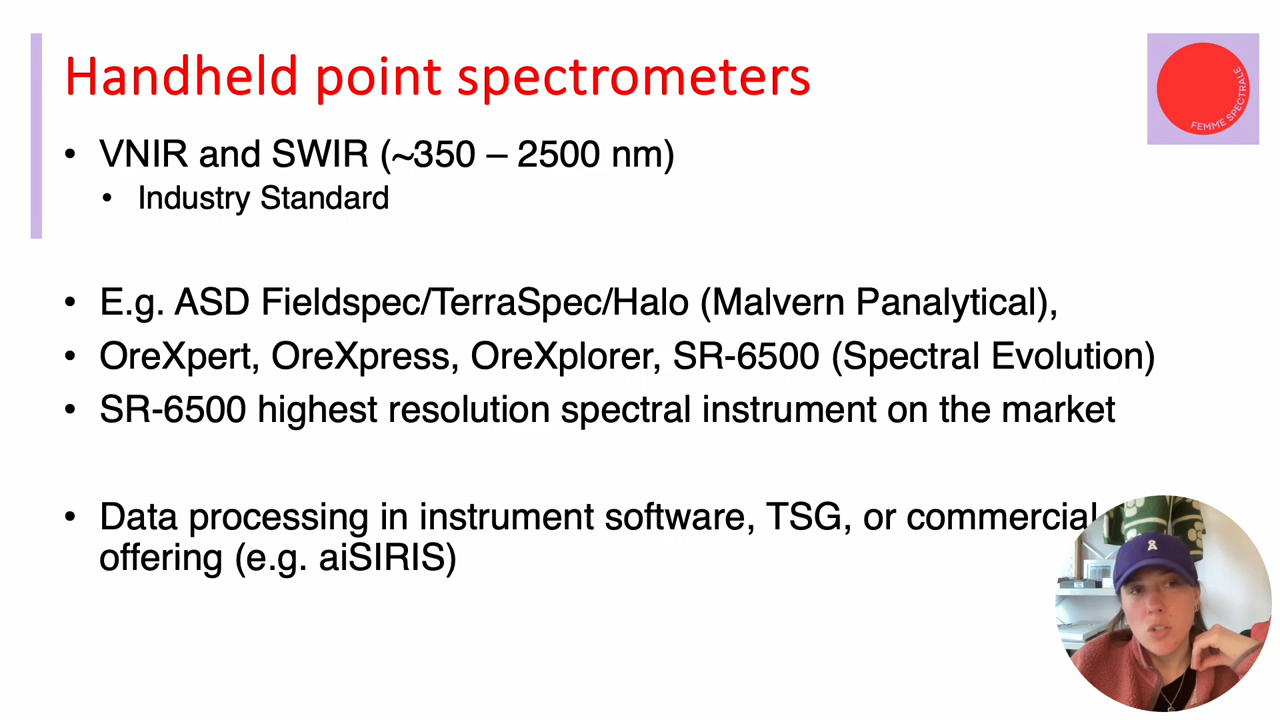 Handheld point spectrometers
FEMME SPECTRALE
• VNIR and SWIR (~350 – 2500 nm)
• Industry Standard
• E.g. ASD Fieldspec/TerraSpec/Halo (Malvern Panalytical),
• OreXpert, OreXpress, OreXplorer, SR-6500 (Spectral Evolution)
• SR-6500 highest resolution spectral instrument on the market
• Data processing in instrument software, TSG, or commercial
offering (e.g. aiSIRIS)